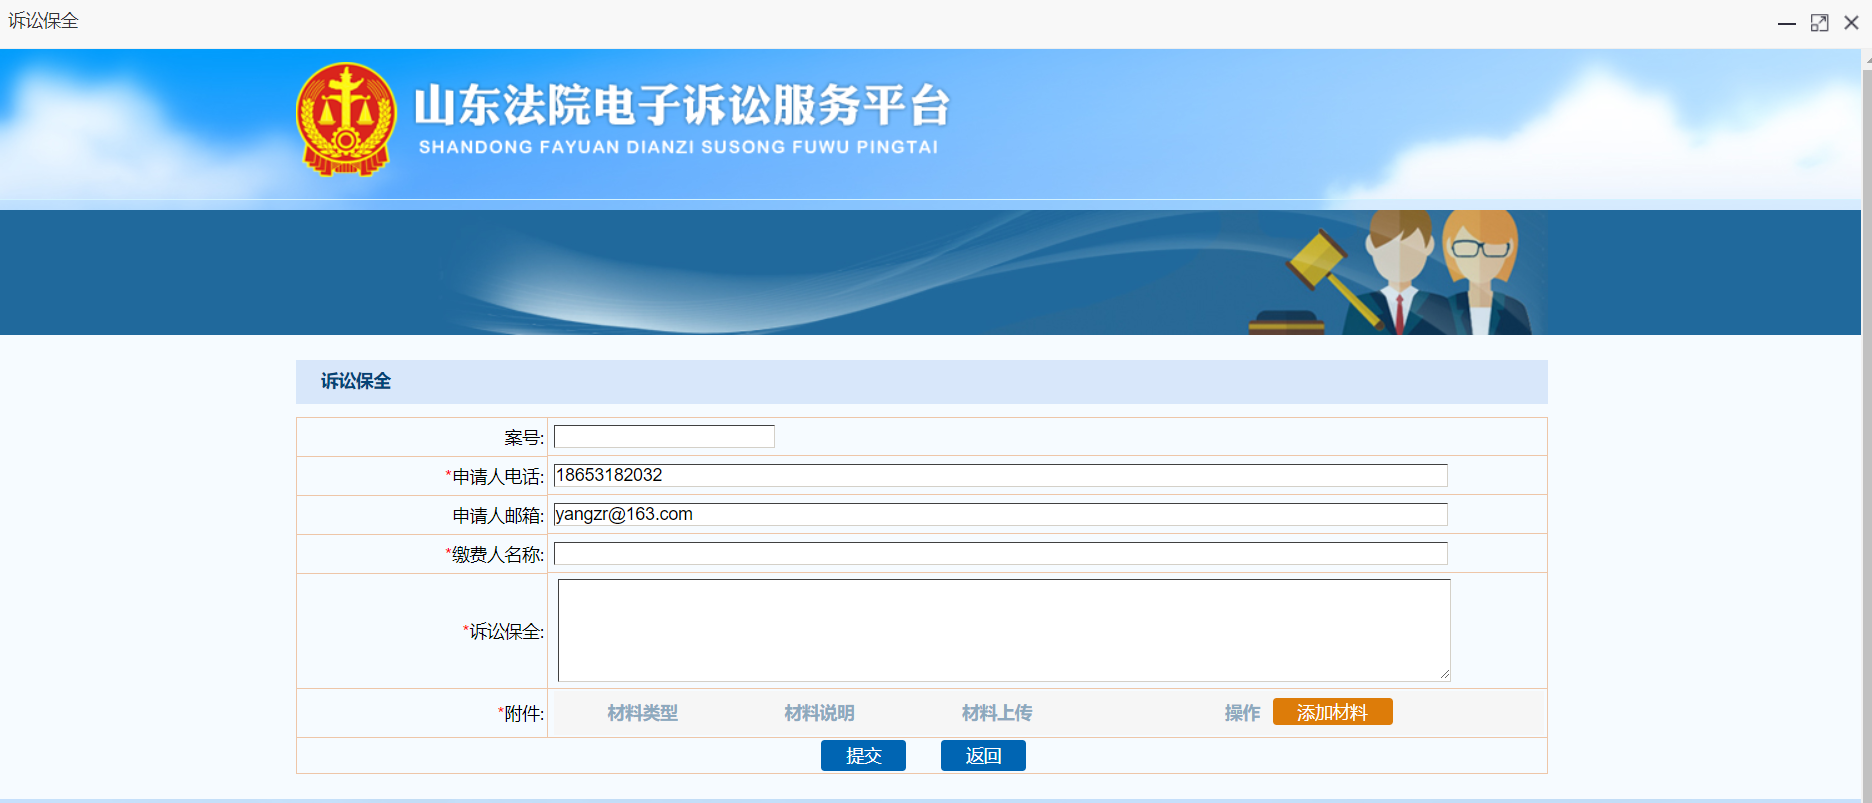 诉讼保全
山东法院电子诉讼服务平台
SHANDONG FAYUAN DIANZI SUSONG FUWU PINGTAI
诉讼保全
案号:
*申请人电话: 18653182032
申请人邮箱: yangzr@163.com
*缴费人名称:
*诉讼保全:
*附件: 材料类型 材料说明 材料上传 操作 添加材料
提交 返回